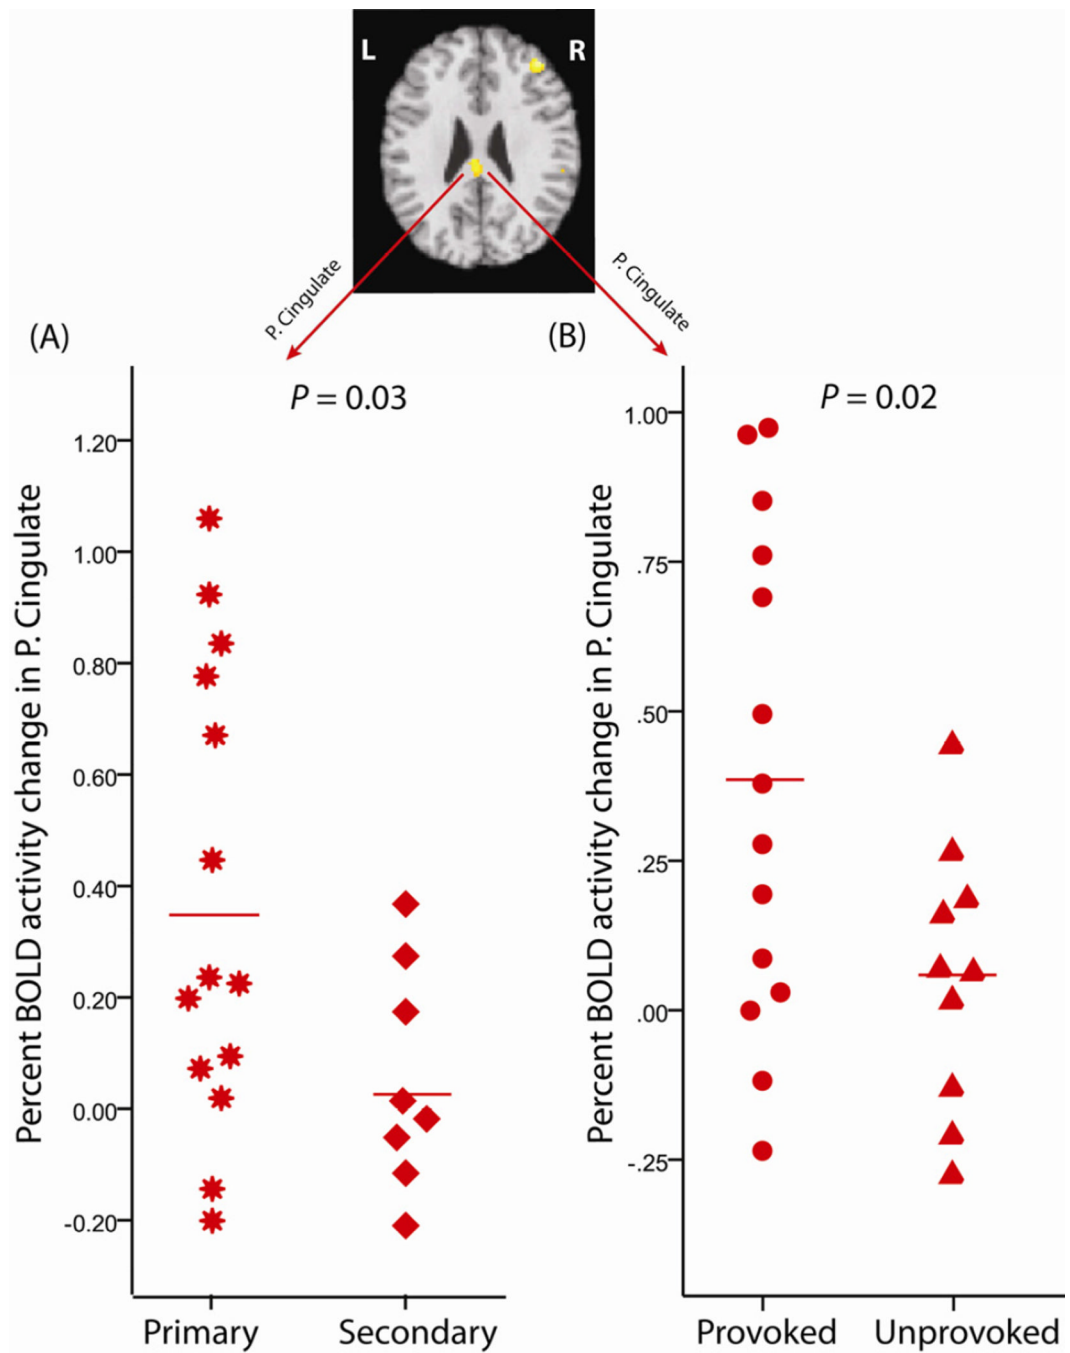 L R
P. Cingulate
P. Cingulate
(A)
P = 0.03
Percent BOLD activity change in P. Cingulate
1.20
1.00
0.80
0.60
0.40
0.20
0.00
-0.20
Primary Secondary
(B)
P = 0.02
Percent BOLD activity change in P. Cingulate
1.00
.75
.50
.25
.00
-.25
Provoked Unprovoked